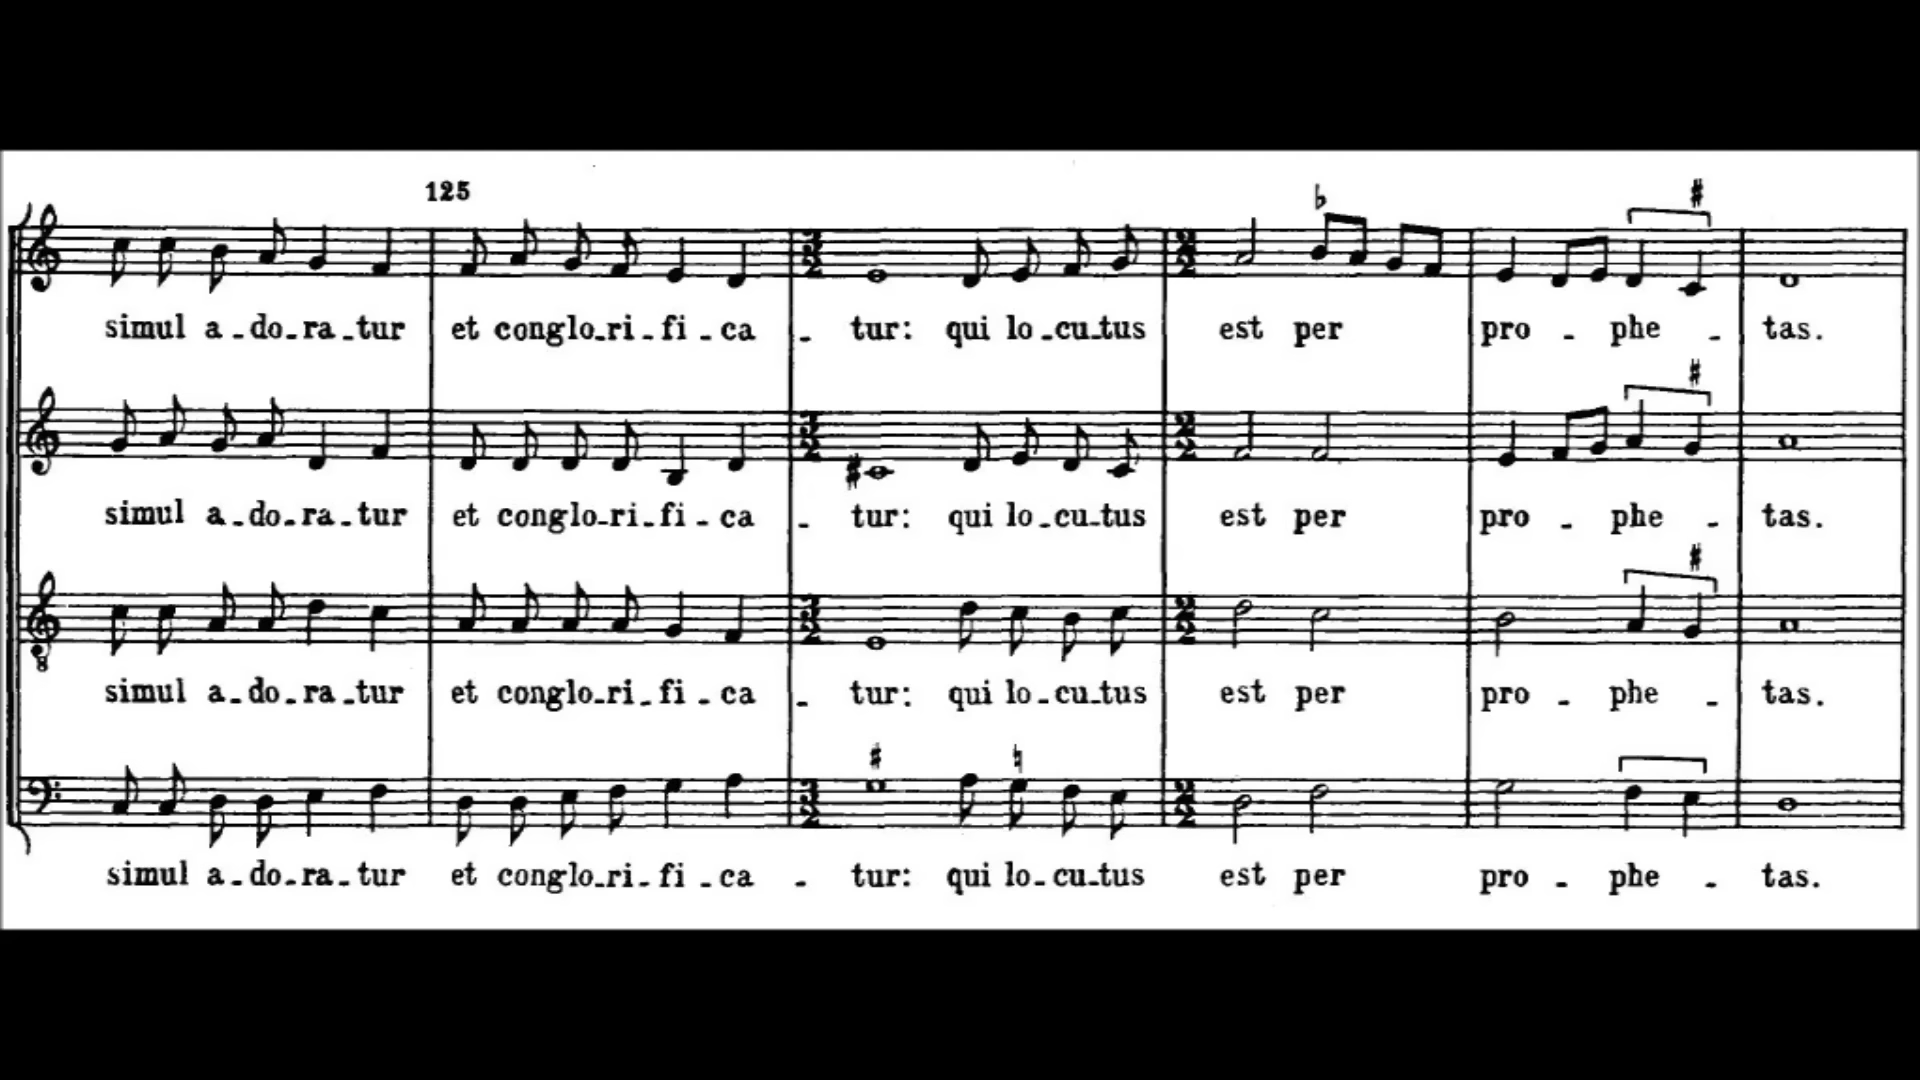 125
simul a-do-ra-tur et conglo-ri-fi-ca - tur: qui lo-cu-tus est per pro - phe - tas.
simul a-do-ra-tur et conglo-ri-fi-ca - tur: qui lo-cu-tus est per pro - phe - tas.
simul a-do-ra-tur et conglo-ri-fi-ca - tur: qui lo-cu-tus est per pro - phe - tas.
simul a-do-ra-tur et conglo-ri-fi-ca - tur: qui lo-cu-tus est per pro - phe - tas.